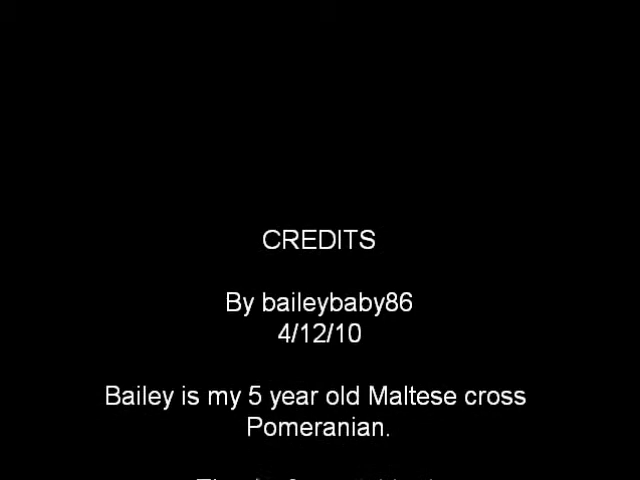 CREDITS
By baileybaby86
4/12/10
Bailey is my 5 year old Maltese cross
Pomeranian.